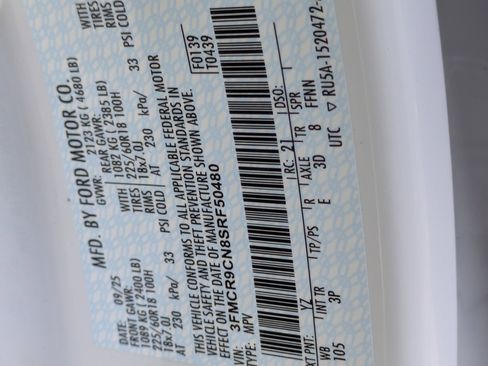 MFD. BY FORD MOTOR CO.
DATE: 09/25 GVWR: 2123 KG ( 4680 LB)
FRONT GAWR: REAR GAWR:
1089 KG ( 2400 LB) 1082 KG ( 2385 LB) WITH
225/60R18 100H TIRES 225/60R18 100H TIRES
18x7.0J RIMS 18x7.0J RIMS
AT 230 kPa/ 33 PSI COLD AT 230 kPa/ 33 PSI COLD
THIS VEHICLE CONFORMS TO ALL APPLICABLE FEDERAL MOTOR
VEHICLE SAFETY AND THEFT PREVENTION STANDARDS IN
EFFECT ON THE DATE OF MANUFACTURE SHOWN ABOVE.
VIN: 3FMCR9CN8SRF50480 F0139
TYPE: MPV T0439
EXT PNT: YZ RC: 21 DSO:
WB INT TR TP/PS R AXLE TR SPR
105 3P E 3D 8 FFNN
UTC ▽ RU5A-1520472-